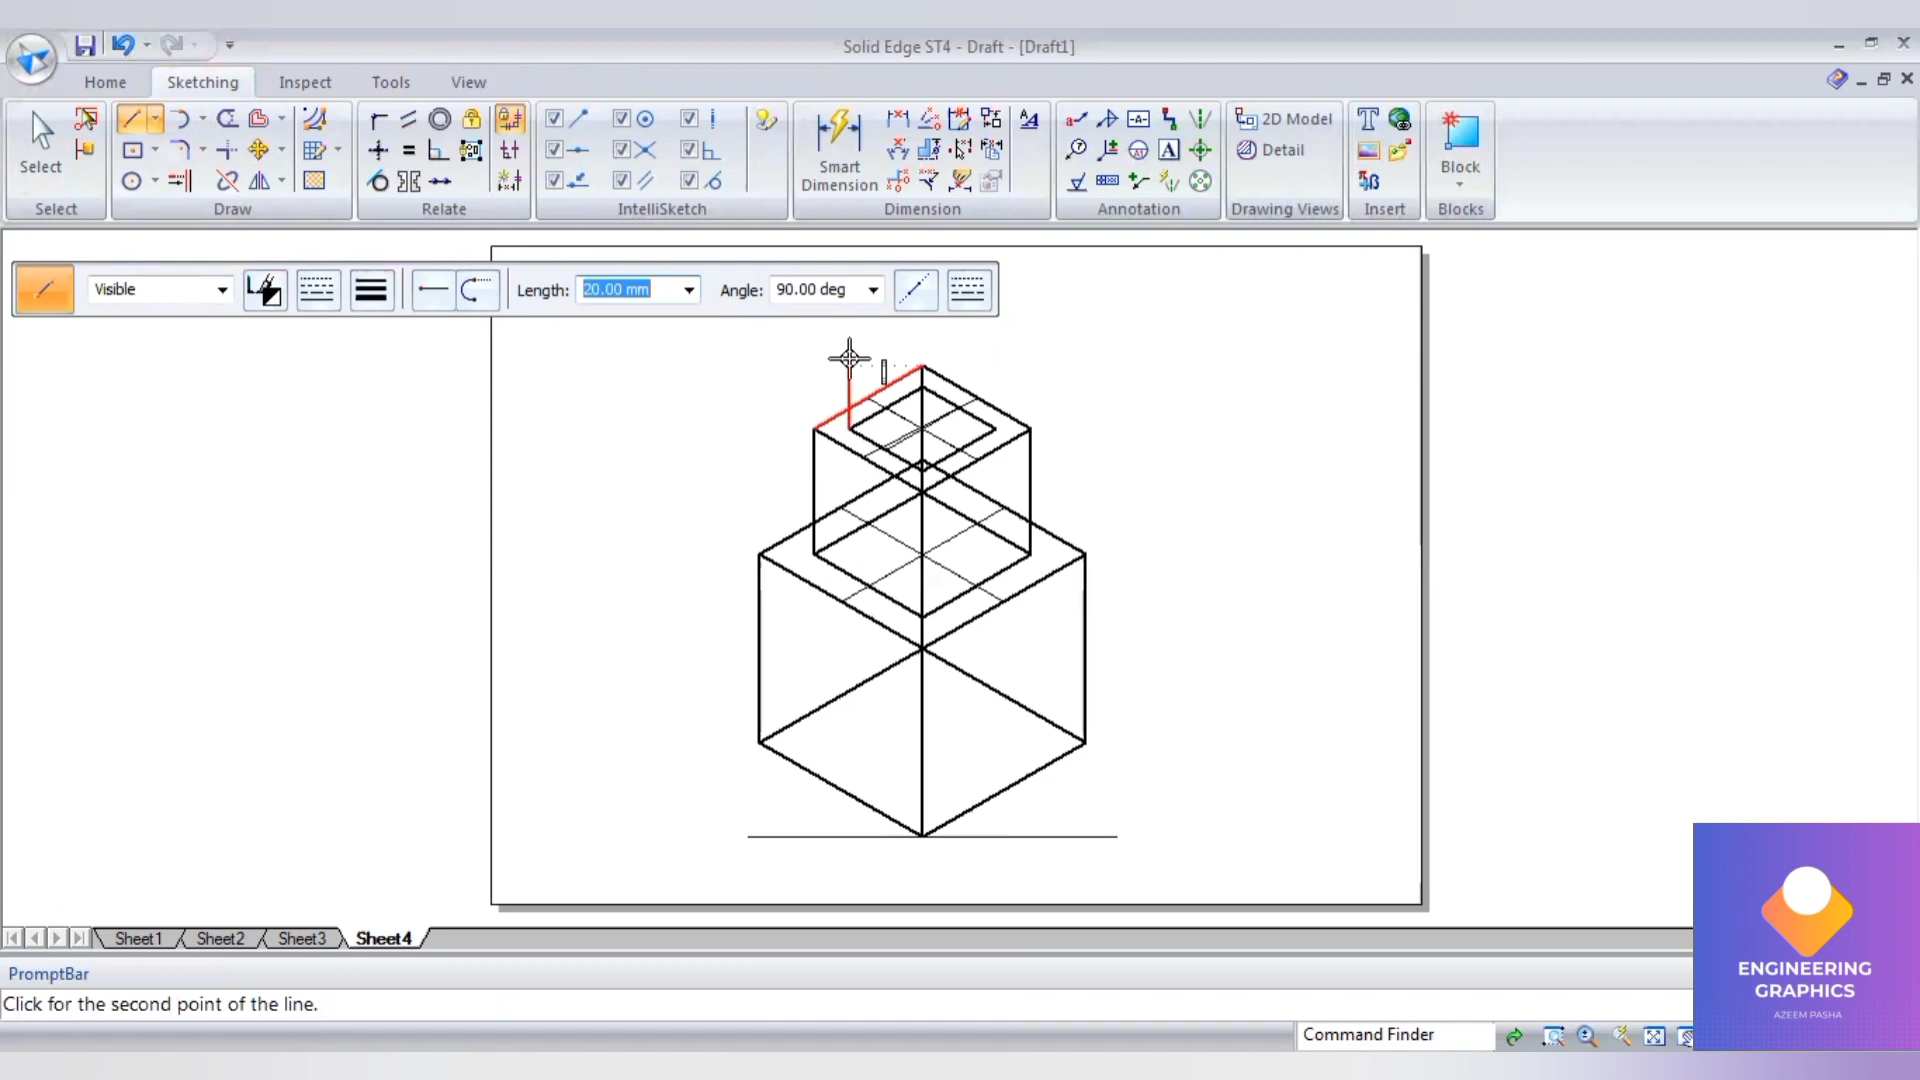 Solid Edge ST4 - Draft - [Draft1]
Home Sketching Inspect Tools View
Select
Select
Draw
Relate
IntelliSketch
Smart
Dimension
Dimension
A
A
Annotation
2D Model
Detail
Drawing Views
Insert
Block
Blocks
Visible
Length: 20.00 mm
Angle: 90.00 deg
Sheet1 Sheet2 Sheet3 Sheet4
PromptBar
Click for the second point of the line.
Command Finder
ENGINEERING
GRAPHICS
AZEEM PASHA